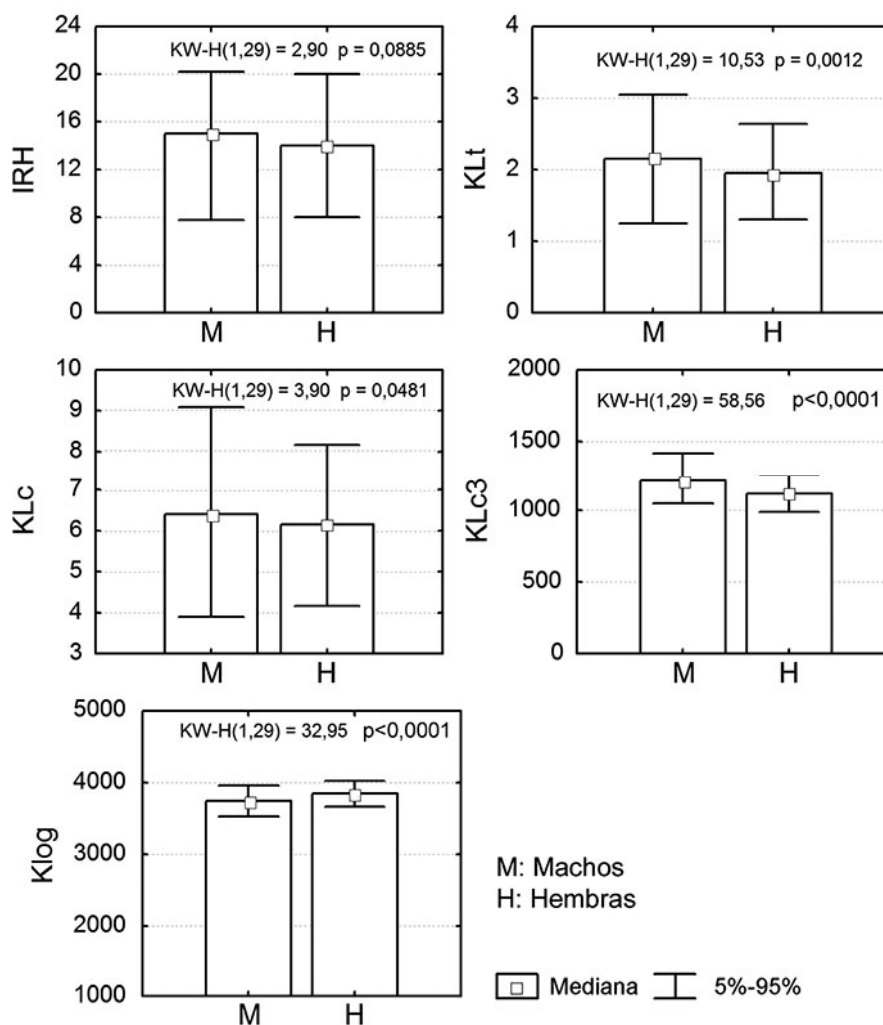 24
20
16
12
8
4
0
IRH
KW-H(1,29) = 2,90 p = 0,0885
M
H
4
3
2
1
0
KLt
KW-H(1,29) = 10,53 p = 0,0012
M
H
10
9
8
7
6
5
4
3
KLc
KW-H(1,29) = 3,90 p = 0,0481
M
H
2000
1500
1000
500
0
KLc3
KW-H(1,29) = 58,56 p<0,0001
M
H
5000
4000
3000
2000
1000
Klog
KW-H(1,29) = 32,95 p<0,0001
M
H
M: Machos
H: Hembras
Mediana
5%-95%